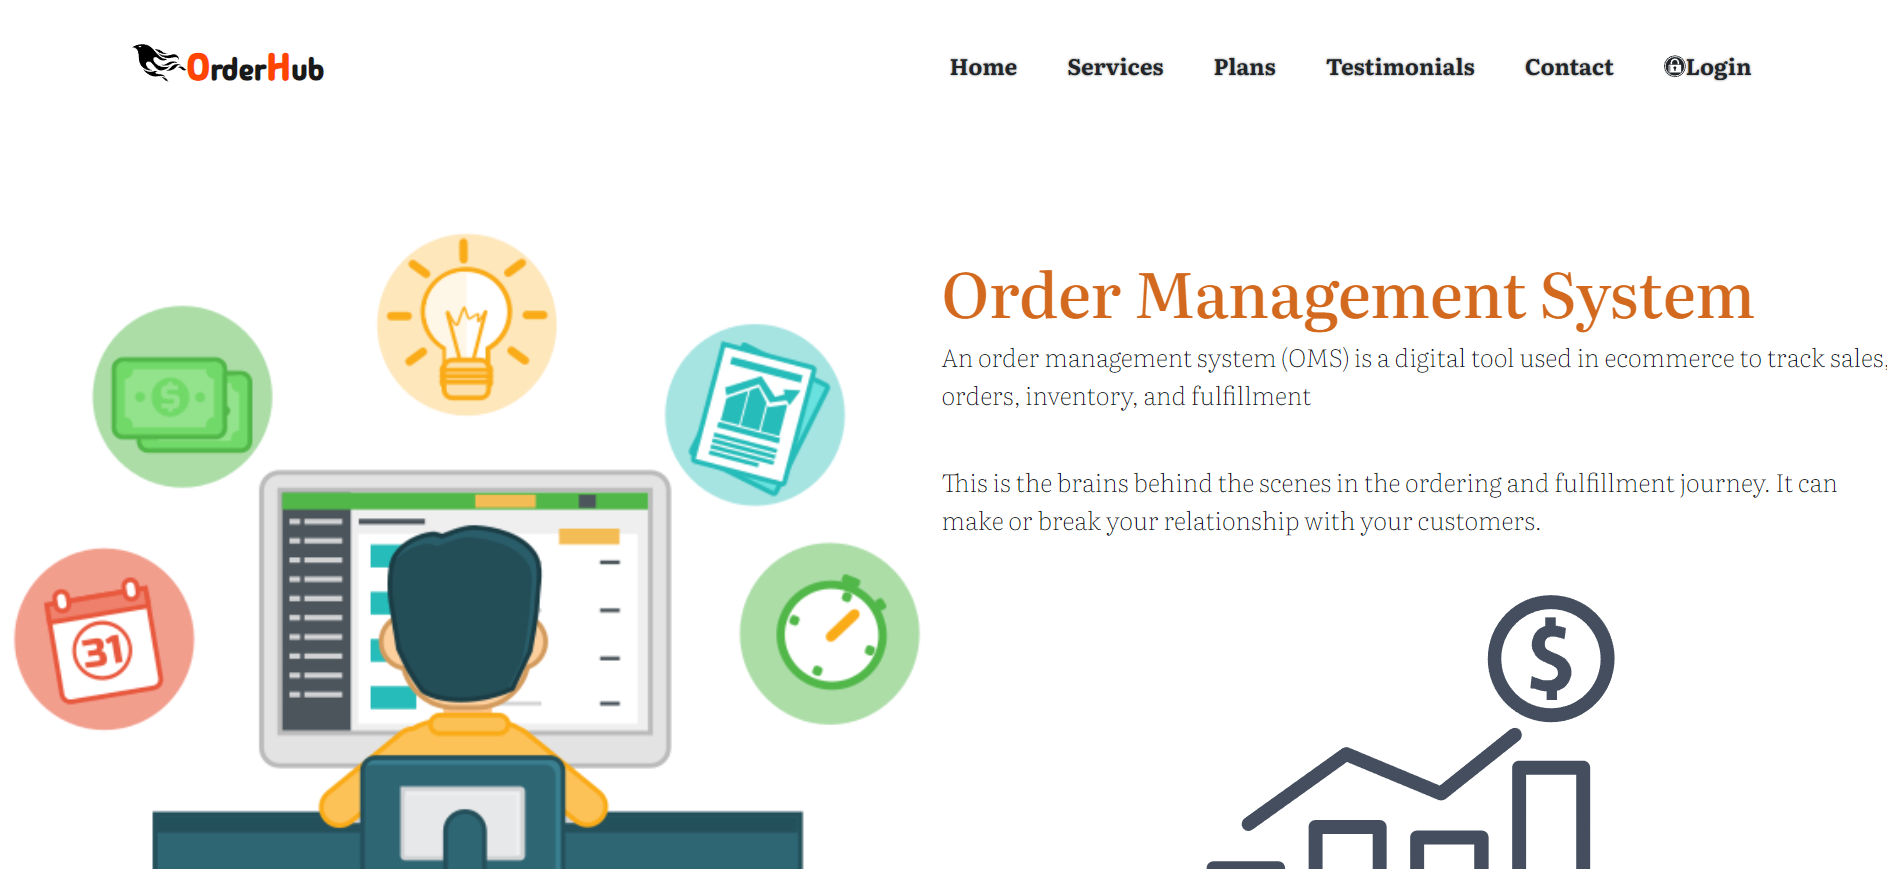 OrderHub
Home Services Plans Testimonials Contact Login
Order Management System
An order management system (OMS) is a digital tool used in ecommerce to track sales,
orders, inventory, and fulfillment
This is the brains behind the scenes in the ordering and fulfillment journey. It can
make or break your relationship with your customers.
$
31
$